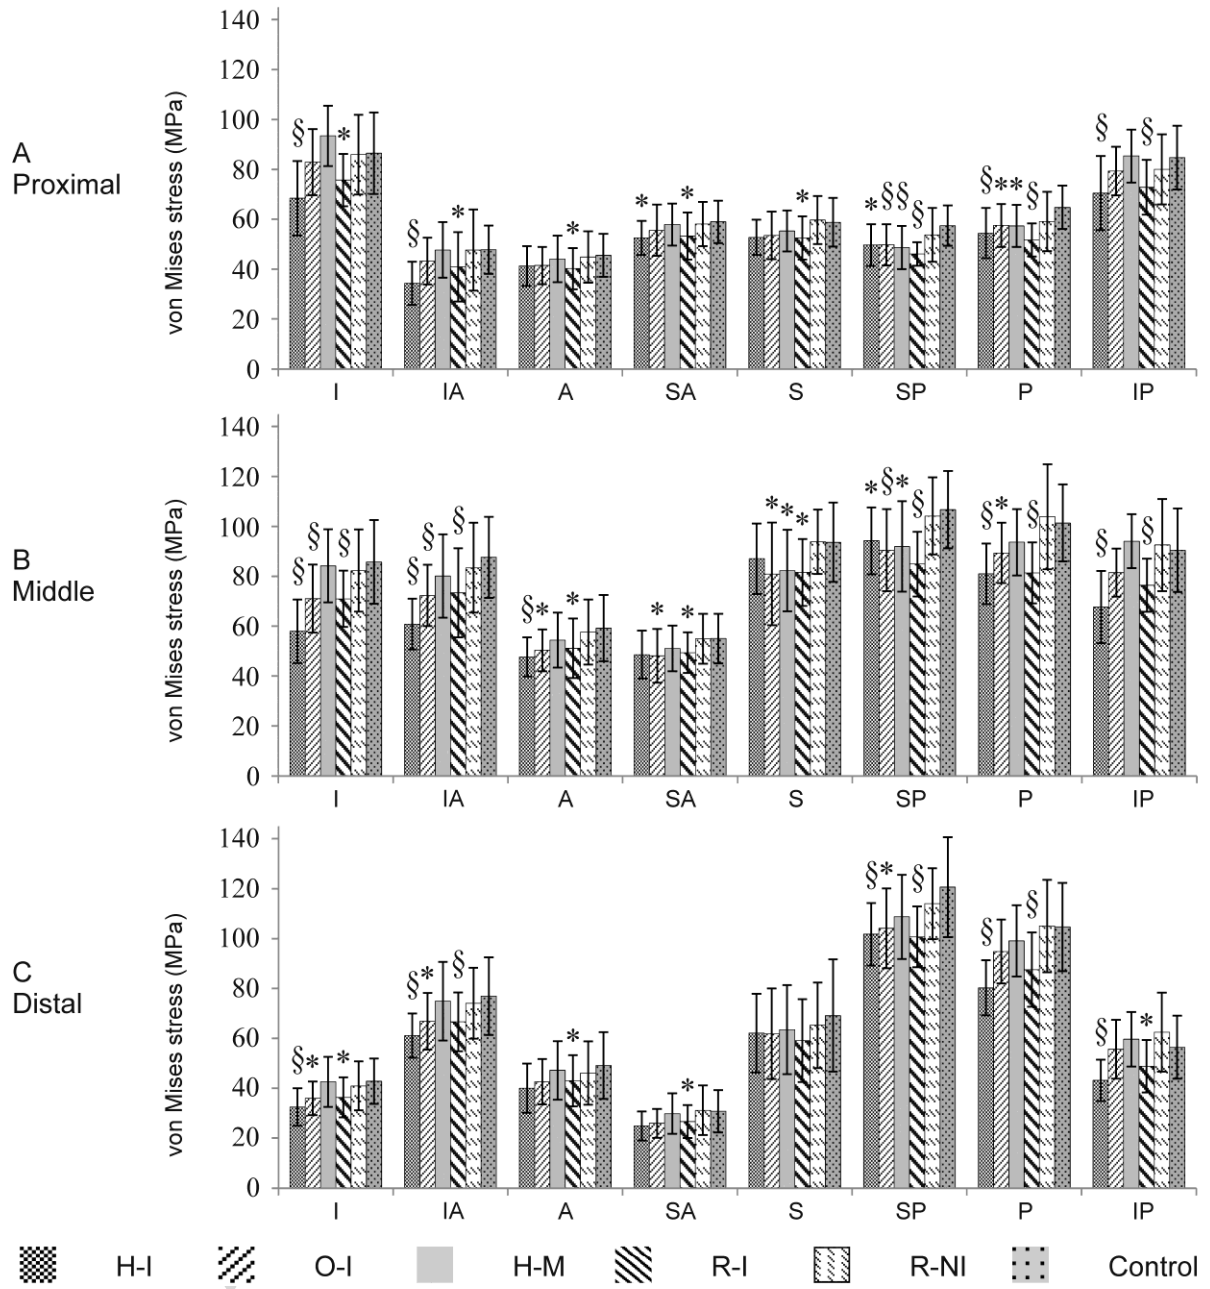 A
Proximal
von Mises stress (MPa)
140
120
100
80
60
40
20
0
§ * § * * * * * * § § § § * * § § §
I IA A SA S SP P IP
B
Middle
von Mises stress (MPa)
140
120
100
80
60
40
20
0
§ § § § § § § * * * * * * * * § * § § * § § §
I IA A SA S SP P IP
C
Distal
von Mises stress (MPa)
140
120
100
80
60
40
20
0
§ * * § * § * * § * § § § § *
I IA A SA S SP P IP
H-I O-I H-M R-I R-NI Control